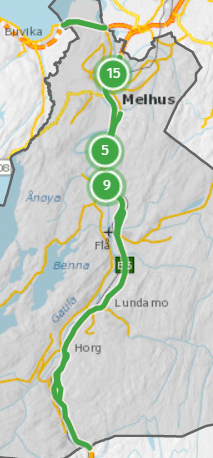 Buvika
15
Melhus
5
9
Ånøya
Flå
Benna
E6
Gaula
Lundamo
Horg